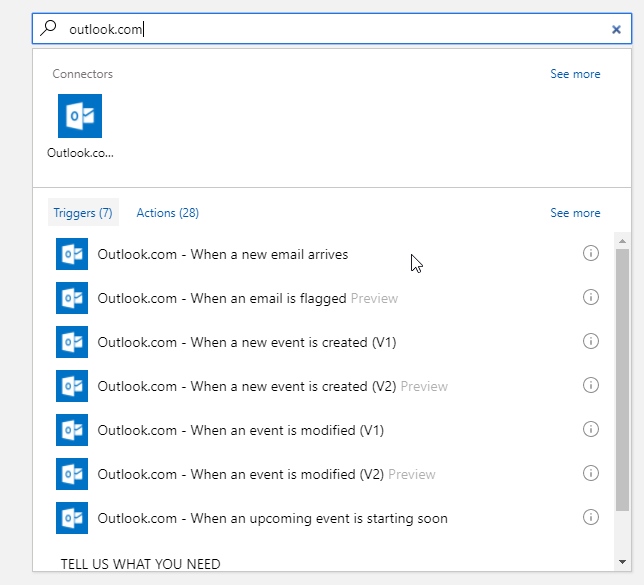 outlook.com
Connectors See more
Outlook.co...
Triggers (7) Actions (28) See more
Outlook.com - When a new email arrives
Outlook.com - When an email is flagged Preview
Outlook.com - When a new event is created (V1)
Outlook.com - When a new event is created (V2) Preview
Outlook.com - When an event is modified (V1)
Outlook.com - When an event is modified (V2) Preview
Outlook.com - When an upcoming event is starting soon
TELL US WHAT YOU NEED